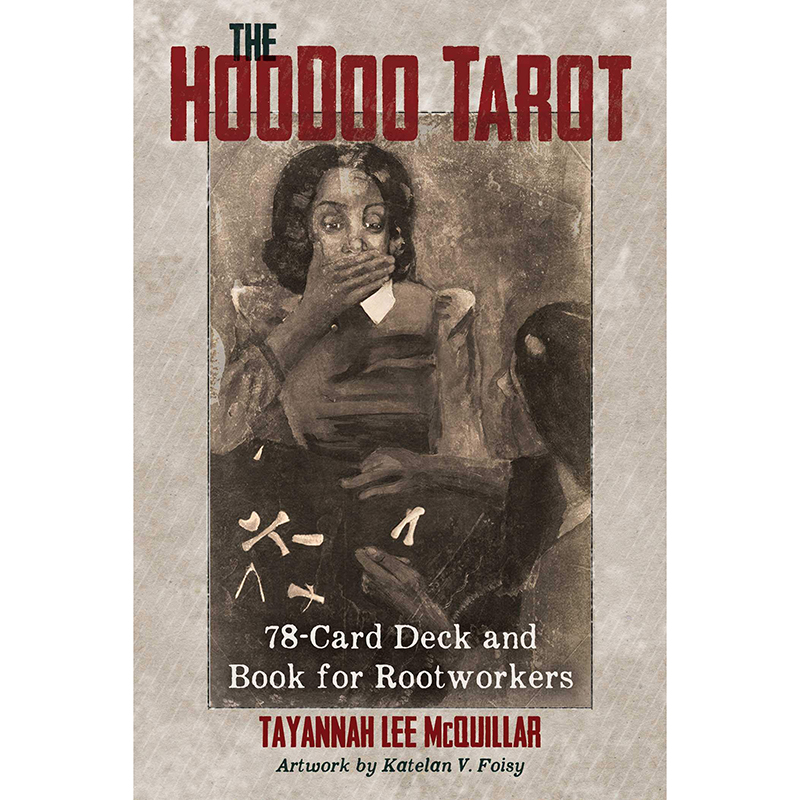 THE
HOODOO TAROT
78-Card Deck and
Book for Rootworkers
TAYANNAH LEE McQUILLAR
Artwork by Katelan V. Foisy